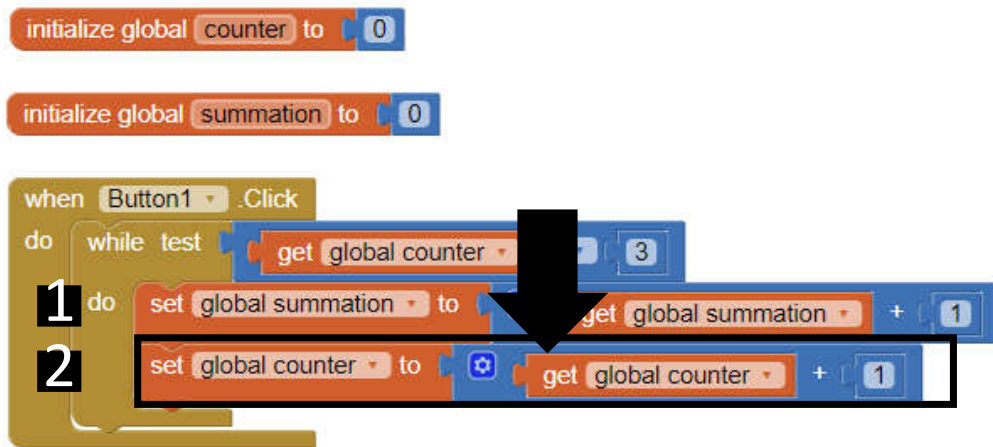 initialize global counter to 0
initialize global summation to 0
when Button1 .Click
do while test get global counter 3
1 do set global summation to get global summation + 1
2 set global counter to get global counter + 1